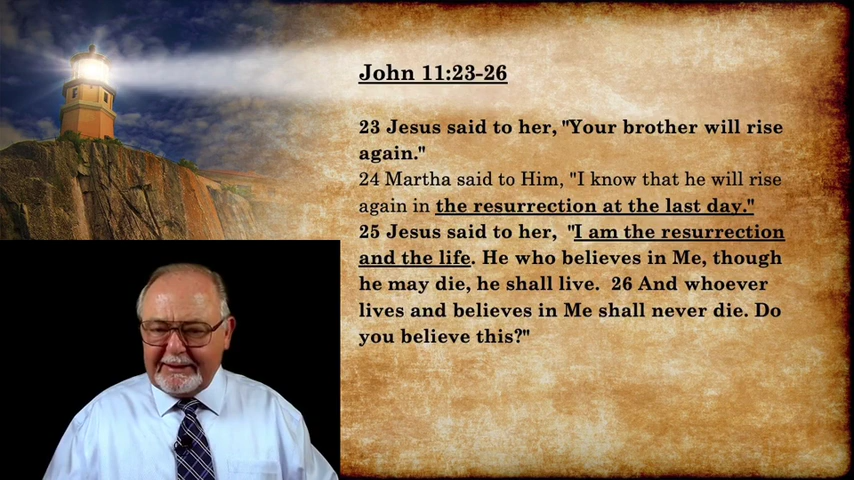 John 11:23-26
23 Jesus said to her, "Your brother will rise
again."
24 Martha said to Him, "I know that he will rise
again in the resurrection at the last day."
25 Jesus said to her, "I am the resurrection
and the life. He who believes in Me, though
he may die, he shall live. 26 And whoever
lives and believes in Me shall never die. Do
you believe this?"